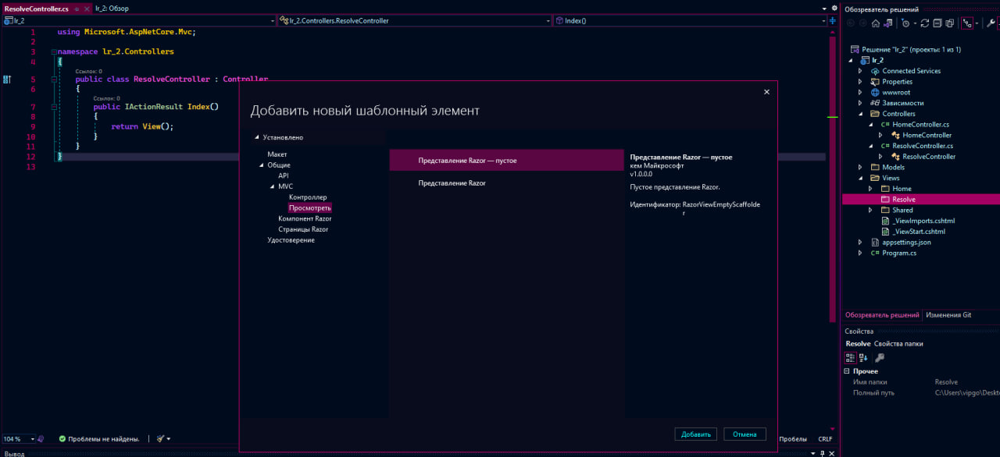 ResolveController.cs
lr_2: Обзор
lr_2
lr_2.Controllers.ResolveController
Index()
1 using Microsoft.AspNetCore.Mvc;
2
3 namespace lr_2.Controllers
4 {
Ссылок: 0
5 public class ResolveController : Controller
6 {
Ссылок: 0
7 public IActionResult Index()
8 {
9 return View();
10 }
11 }
12 }
13
Добавить новый шаблонный элемент
Установлено
Макет
Общие
API
MVC
Контроллер
Просмотреть
Компонент Razor
Страницы Razor
Удостоверение
Представление Razor — пустое
Представление Razor
Представление Razor — пустое
кем Майкрософт
v1.0.0.0
Пустое представление Razor.
Идентификатор: RazorViewEmptyScaffolde
r
Добавить
Отмена
104 %
Проблемы не найдены.
Пробелы
CRLF
Вывод
Обозреватель решений
Решение "lr_2" (проекты: 1 из 1)
lr_2
Connected Services
Properties
wwwroot
Зависимости
Controllers
C# HomeController.cs
HomeController
C# ResolveController.cs
ResolveController
Models
Views
Home
Resolve
Shared
_ViewImports.cshtml
_ViewStart.cshtml
appsettings.json
C# Program.cs
Обозреватель решений
Изменения Git
Свойства
Resolve Свойства папки
Прочее
Имя папки Resolve
Полный путь C:\Users\vipgo\Deskto